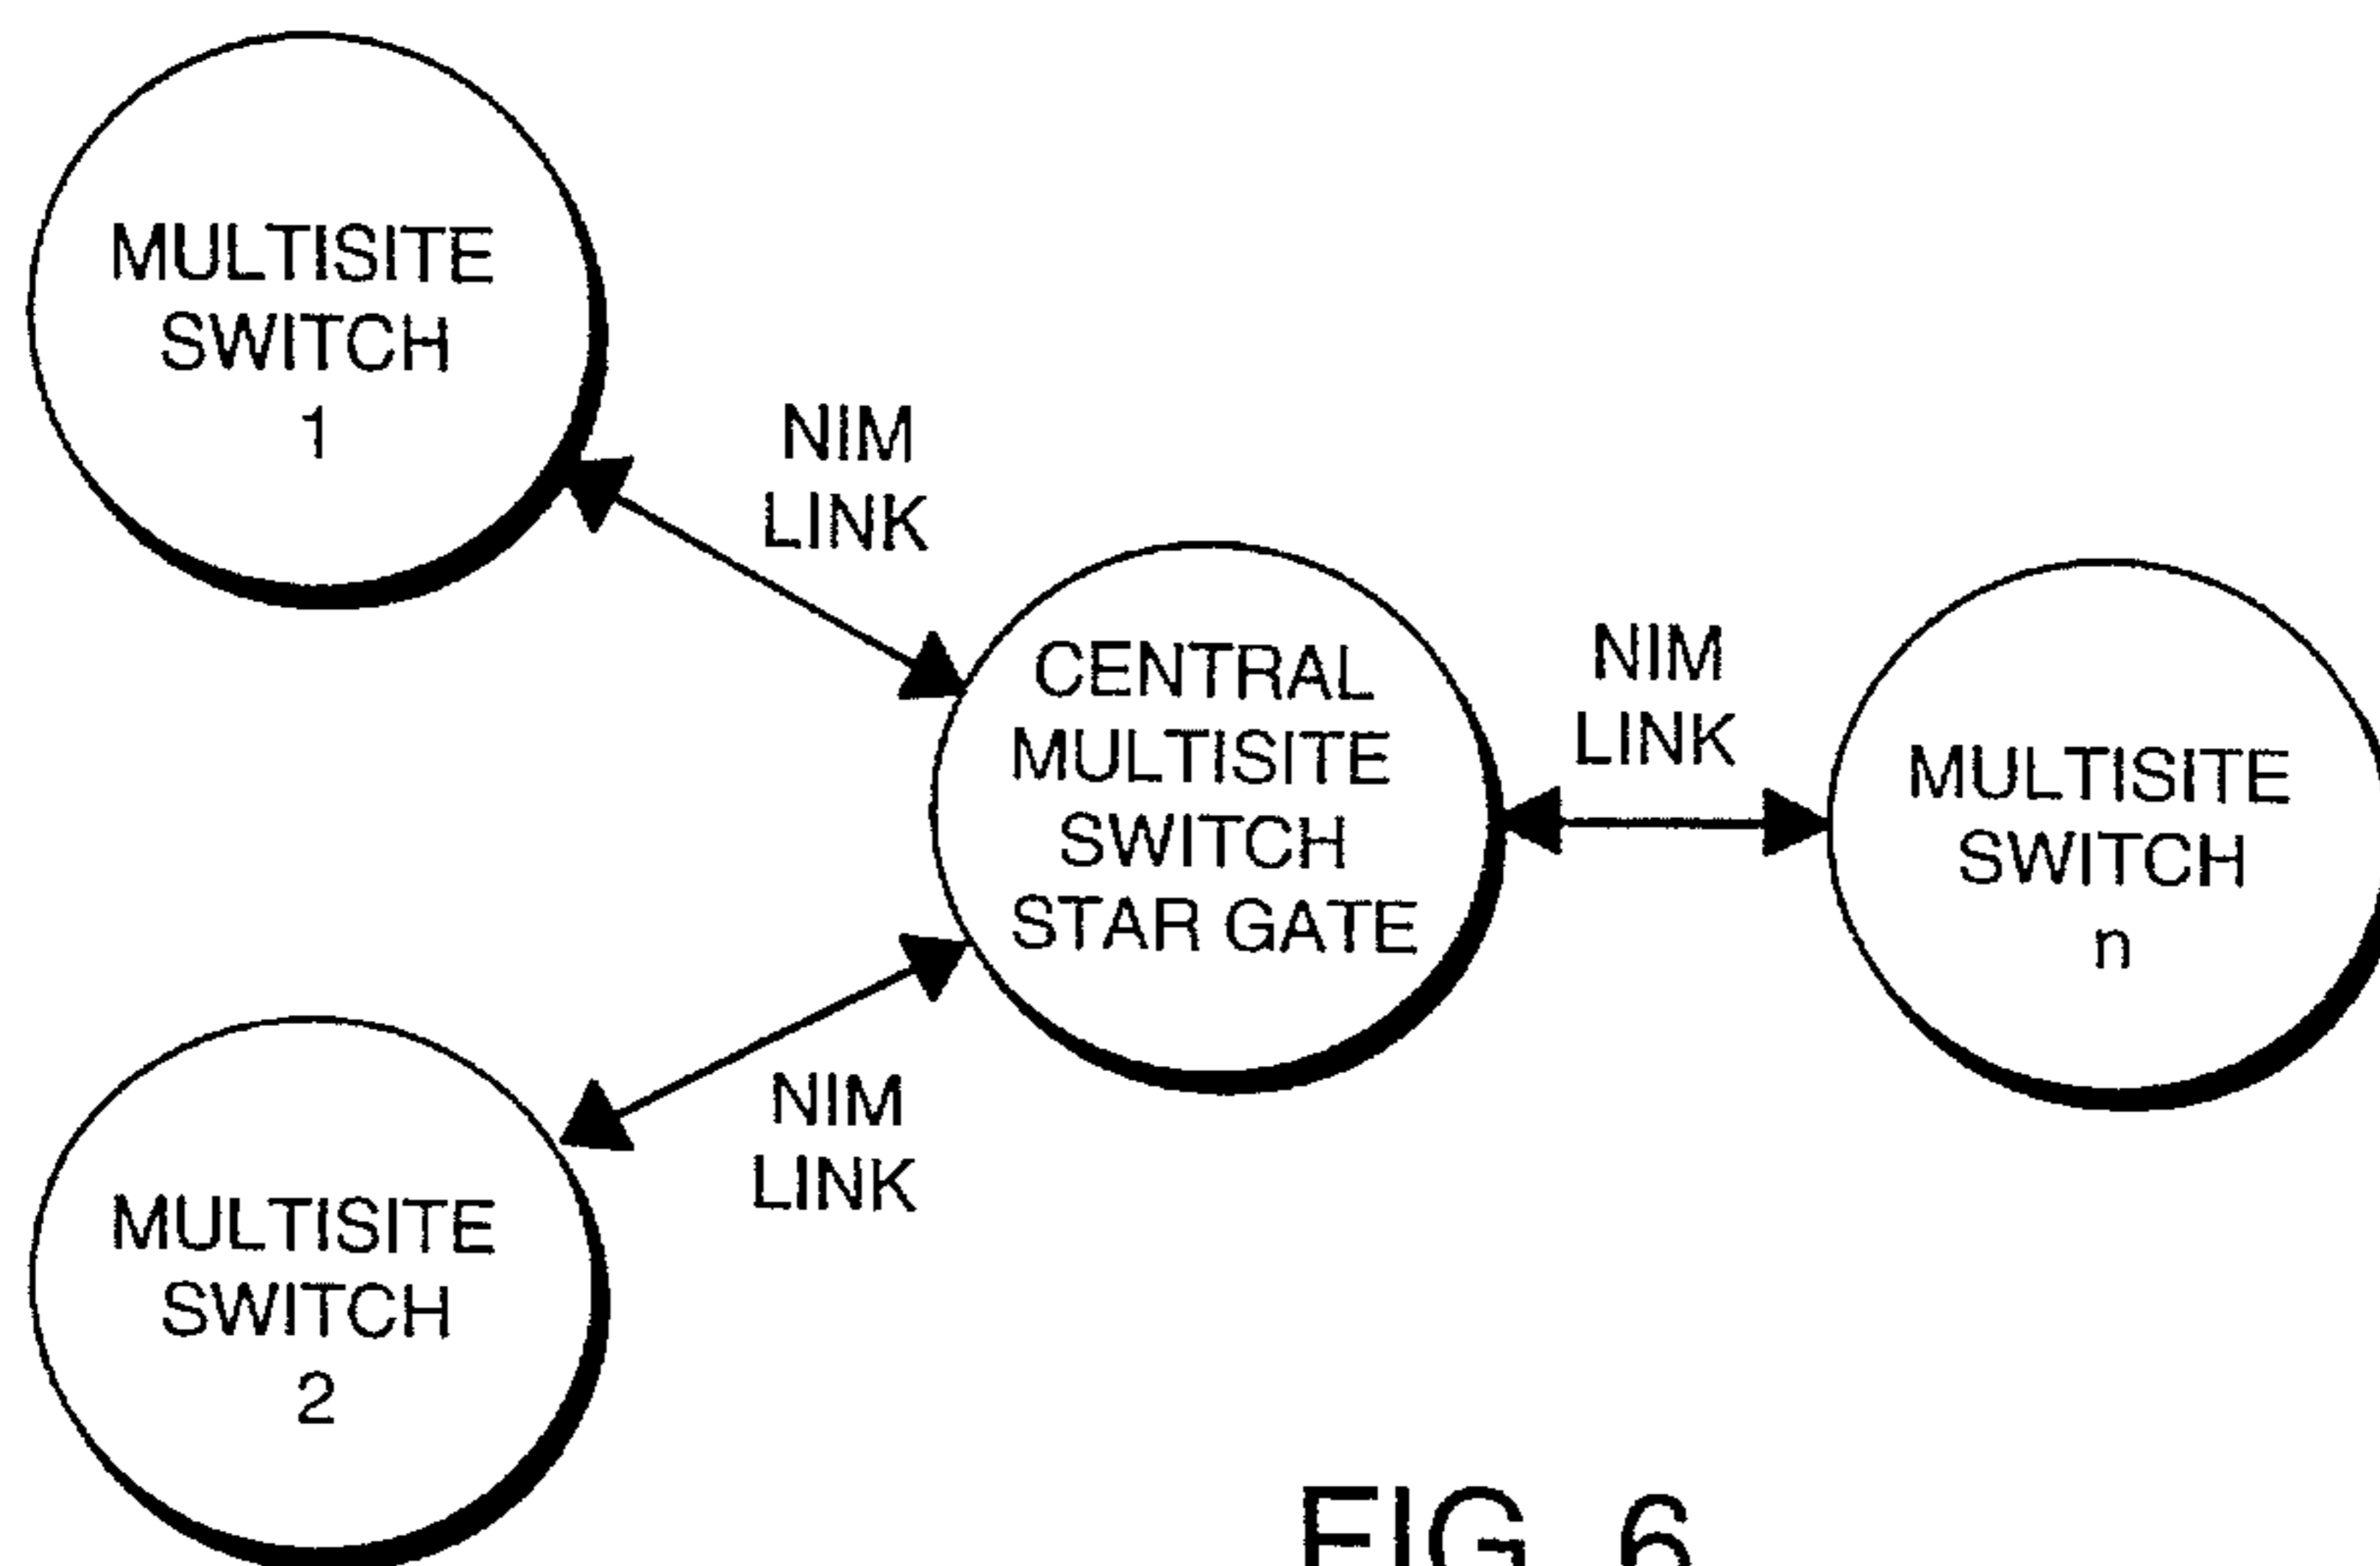 MULTISITE
SWITCH
1
NIM
LINK
CENTRAL
MULTISITE
SWITCH
STAR GATE
NIM
LINK
MULTISITE
SWITCH
n
NIM
LINK
MULTISITE
SWITCH
2
FIG. 6